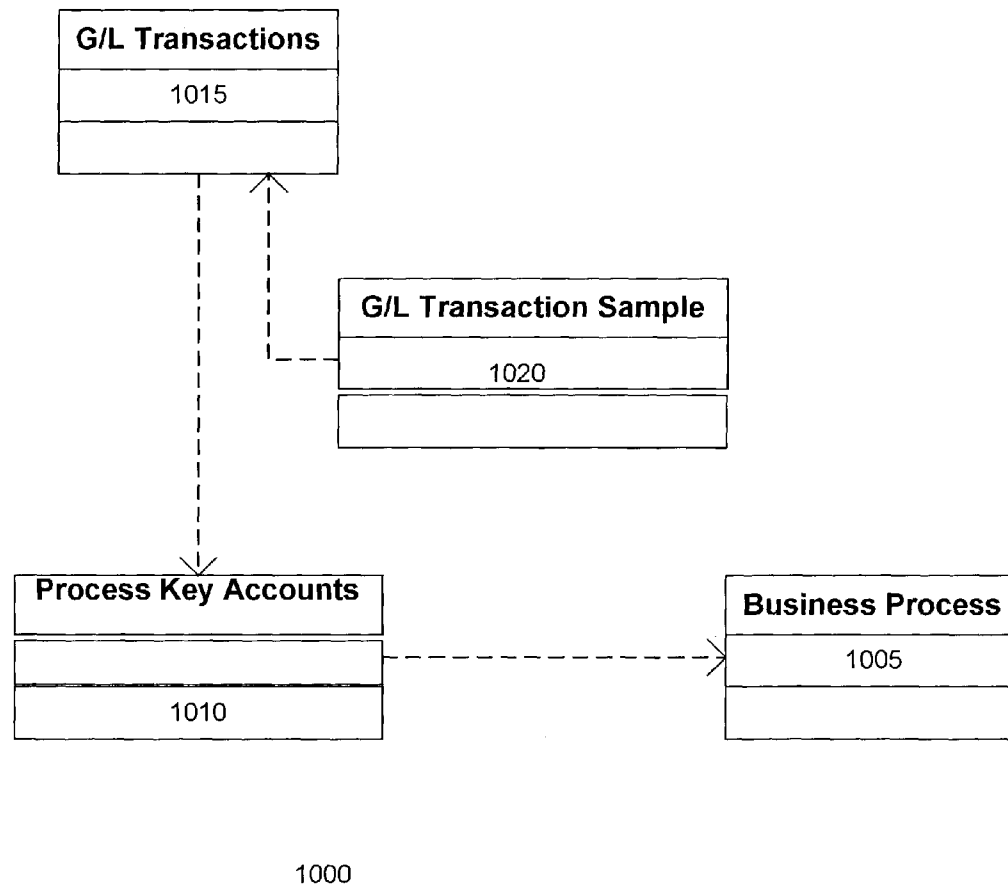 G/L Transactions
1015
G/L Transaction Sample
1020
Process Key Accounts
1010
Business Process
1005
1000